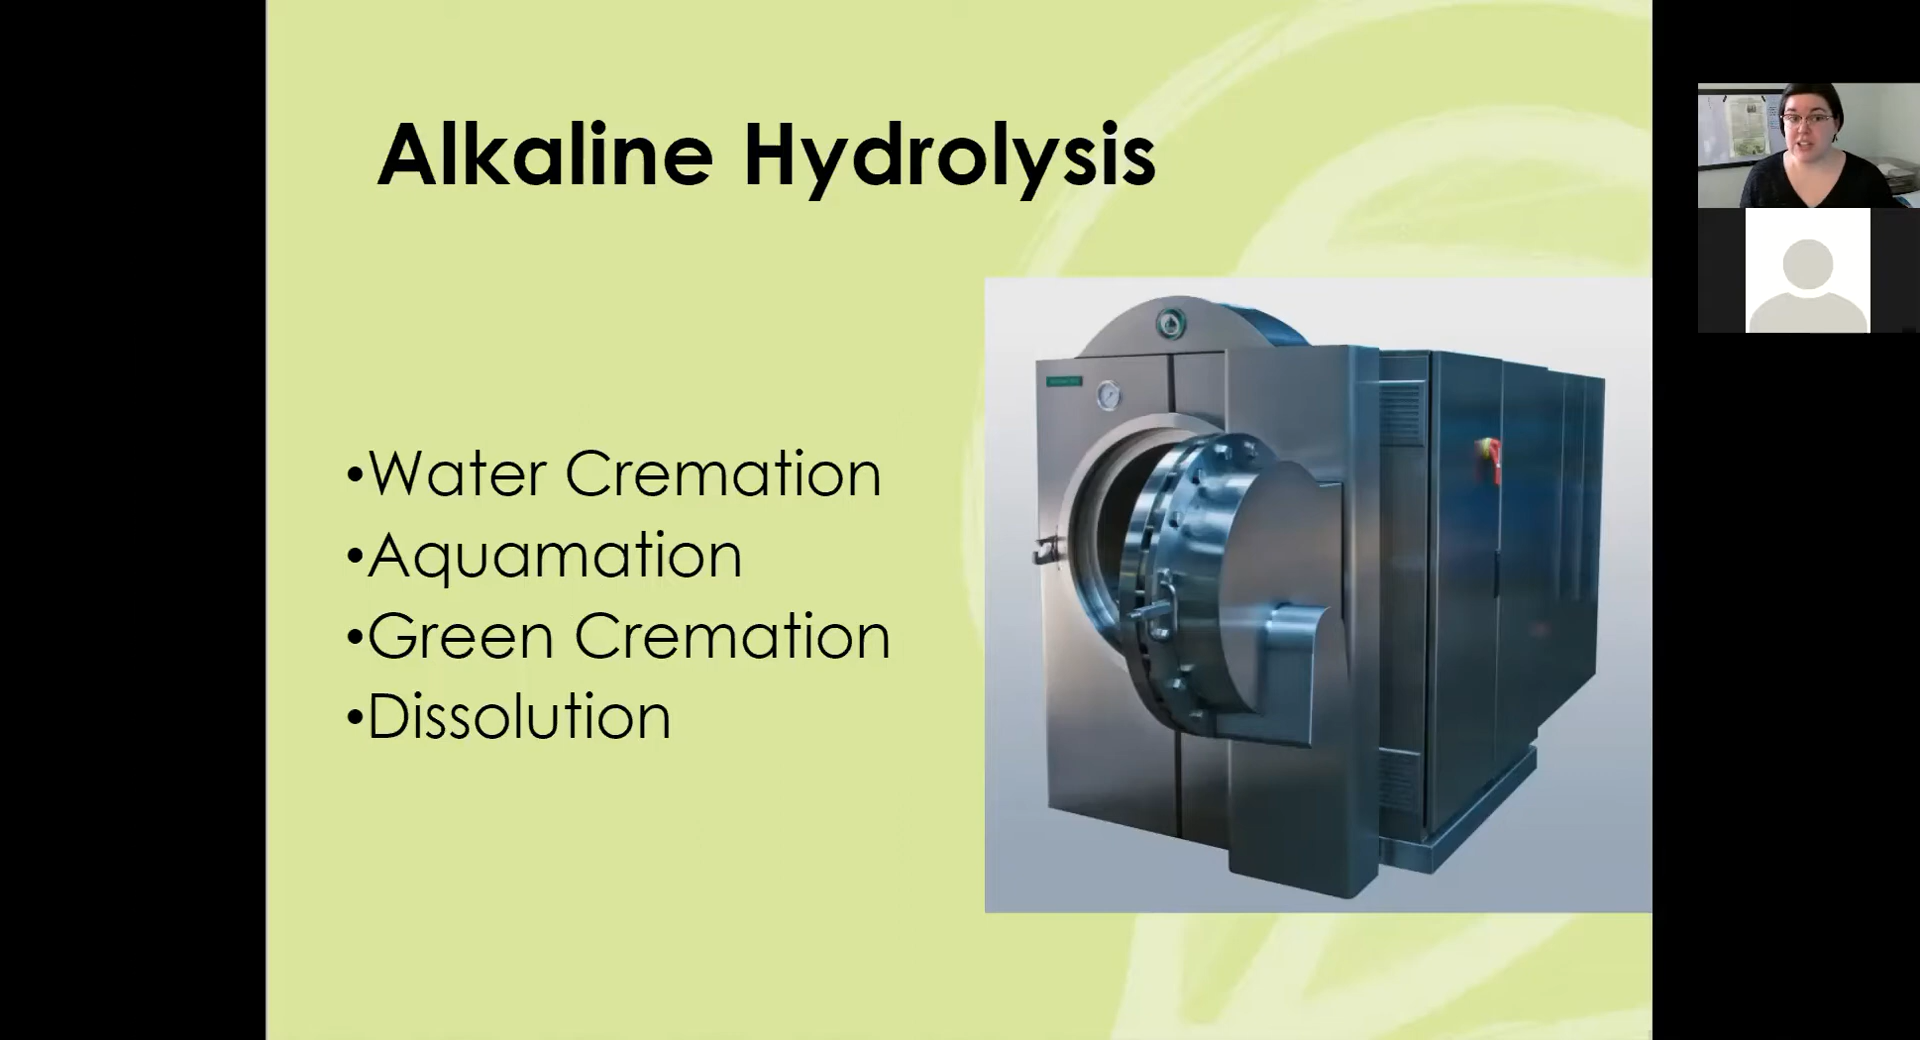 Alkaline Hydrolysis
•Water Cremation
•Aquamation
•Green Cremation
•Dissolution